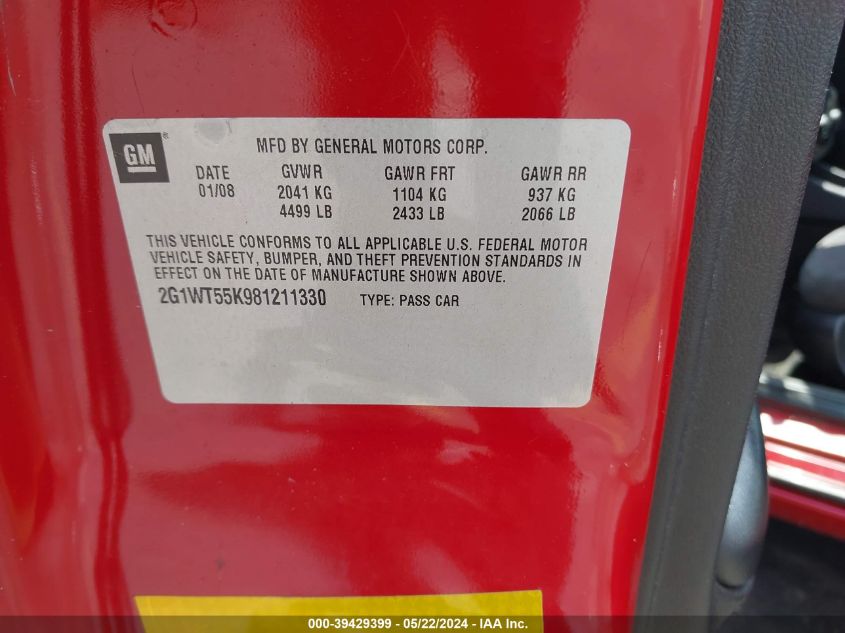 GM
MFD BY GENERAL MOTORS CORP.
DATE GVWR GAWR FRT GAWR RR
01/08 2041 KG 1104 KG 937 KG
4499 LB 2433 LB 2066 LB
THIS VEHICLE CONFORMS TO ALL APPLICABLE U.S. FEDERAL MOTOR
VEHICLE SAFETY, BUMPER, AND THEFT PREVENTION STANDARDS IN
EFFECT ON THE DATE OF MANUFACTURE SHOWN ABOVE.
2G1WT55K981211330 TYPE: PASS CAR
000-39429399 - 05/22/2024 - IAA Inc.